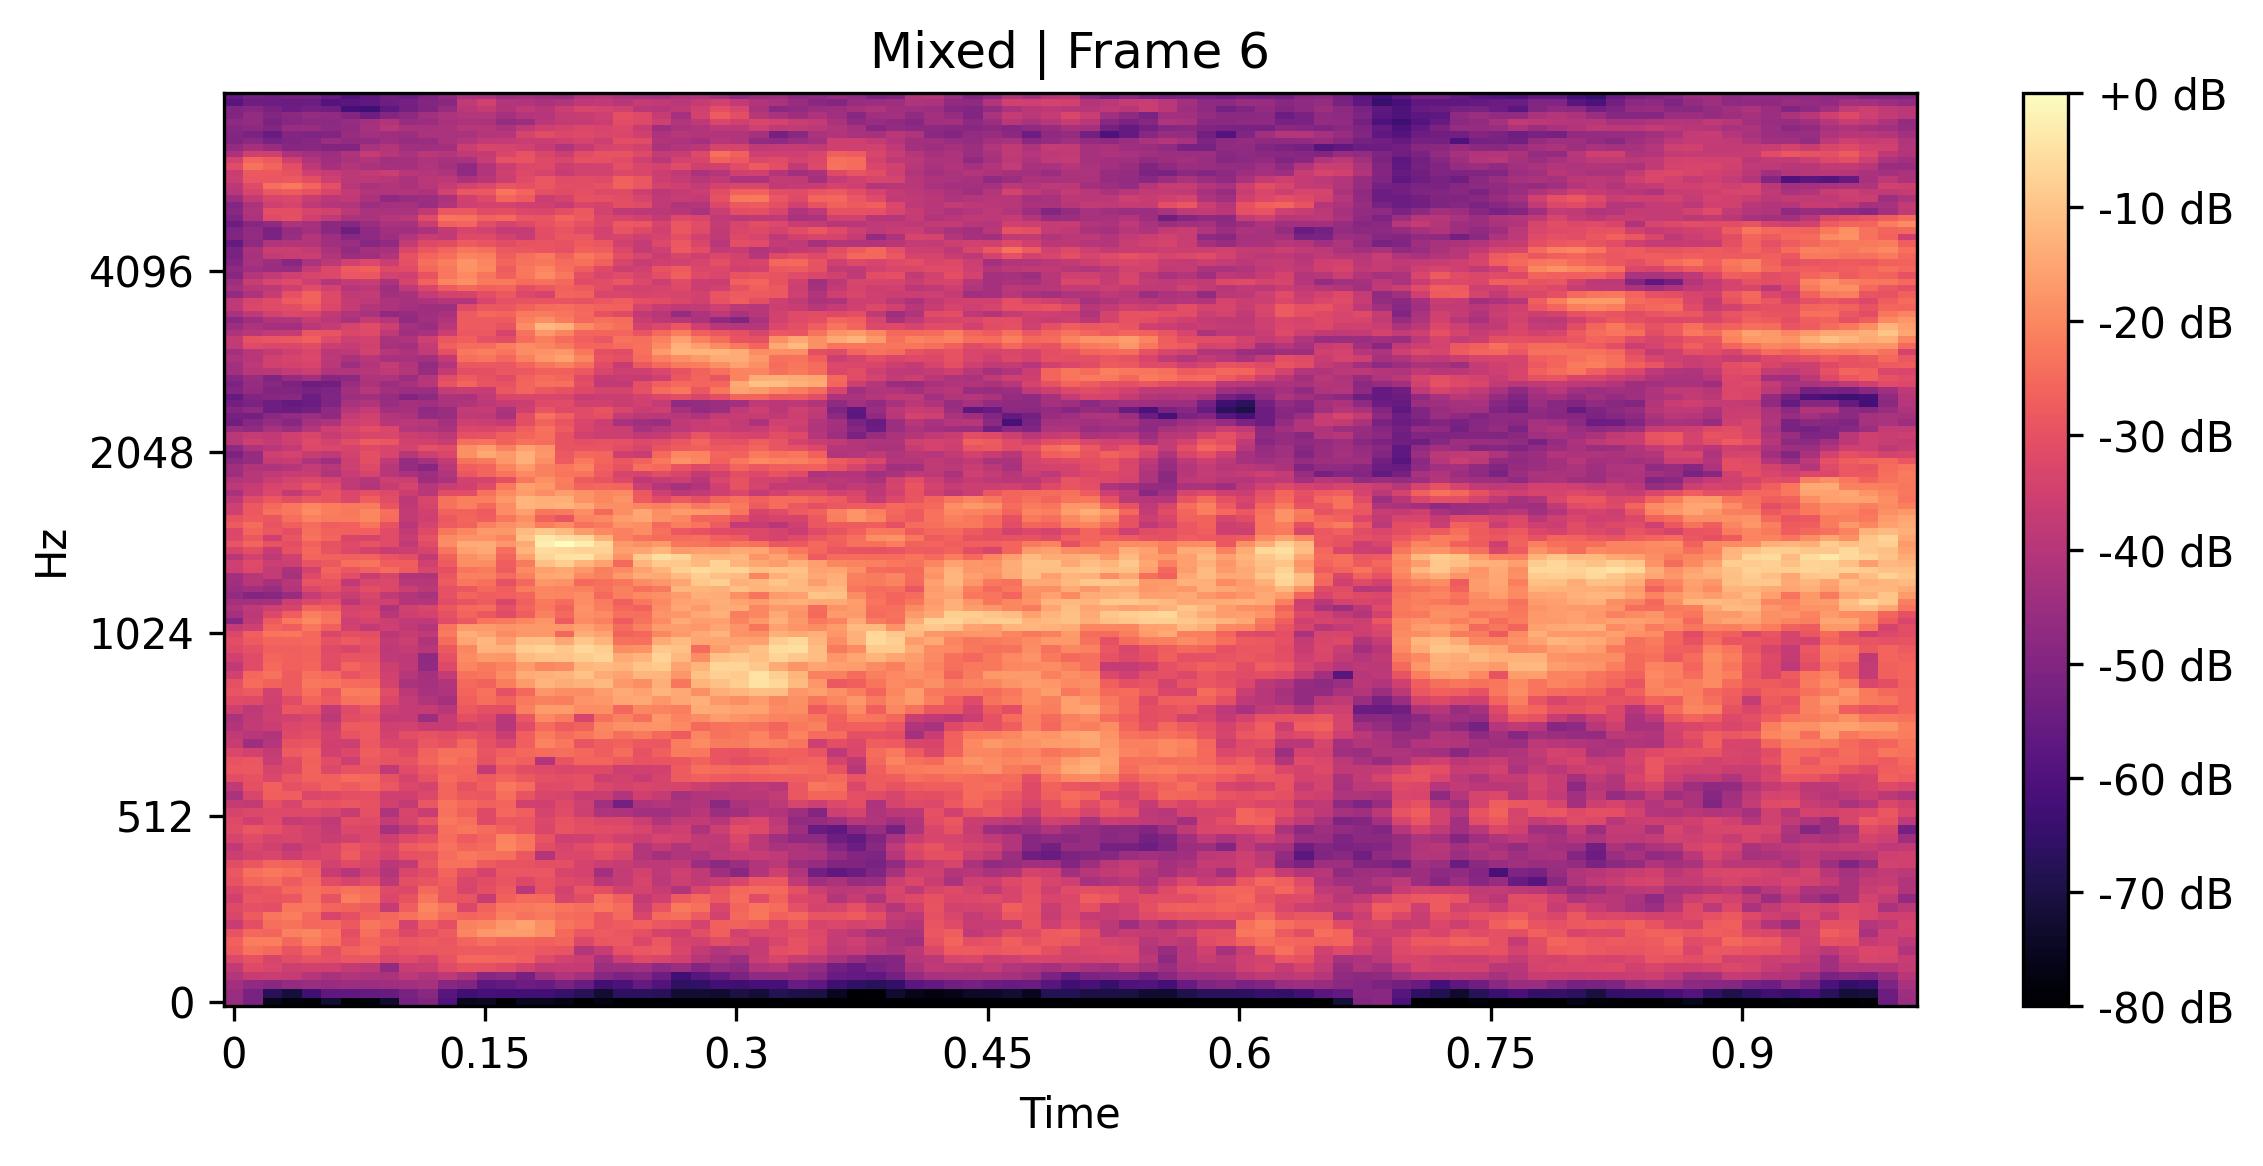 Mixed | Frame 6
+0 dB
-10 dB
-20 dB
-30 dB
-40 dB
-50 dB
-60 dB
-70 dB
-80 dB
Hz
4096
2048
1024
512
0
0
0.15
0.3
0.45
0.6
0.75
0.9
Time